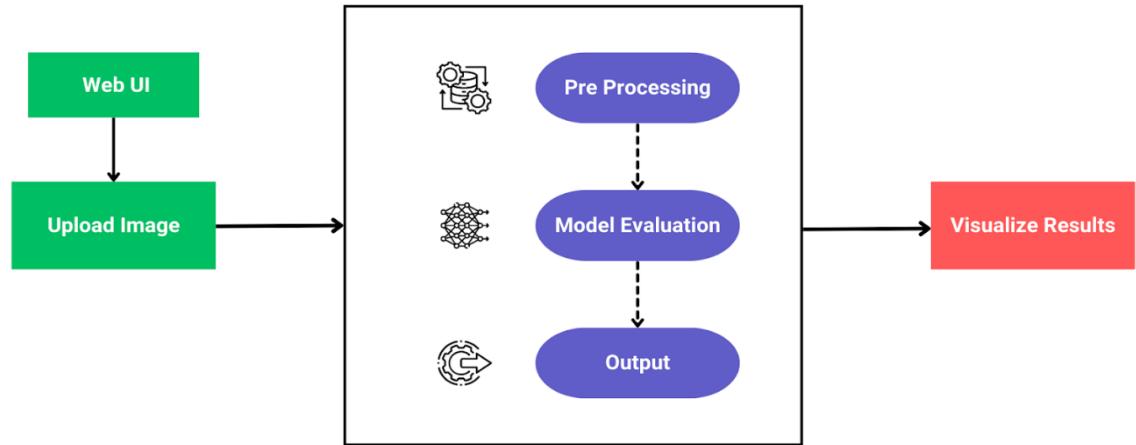 Web UI
Upload Image
Pre Processing
Model Evaluation
Output
Visualize Results